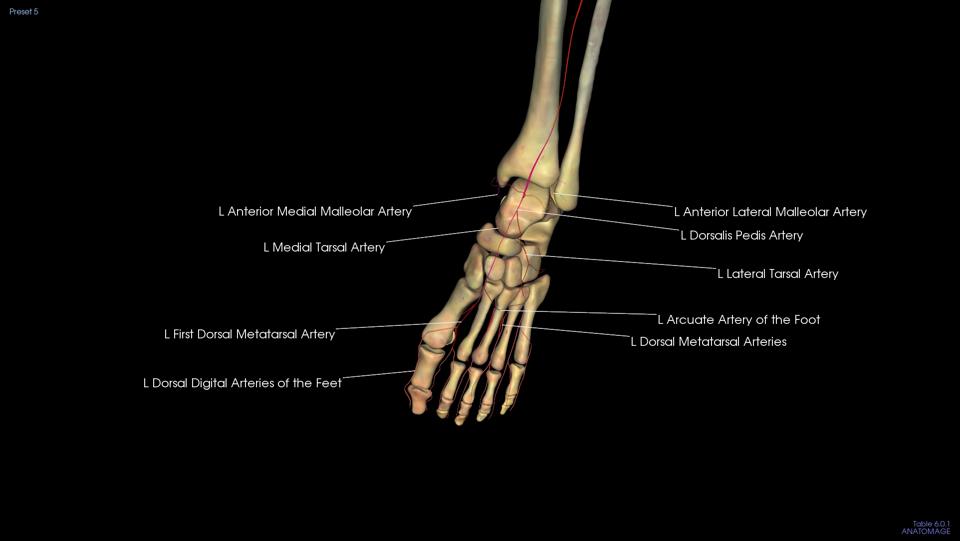 Preset 5
L Anterior Medial Malleolar Artery
L Anterior Lateral Malleolar Artery
L Dorsalis Pedis Artery
L Medial Tarsal Artery
L Lateral Tarsal Artery
L Arcuate Artery of the Foot
L First Dorsal Metatarsal Artery
L Dorsal Metatarsal Arteries
L Dorsal Digital Arteries of the Feet
Table 6.0.1
ANATOMAGE